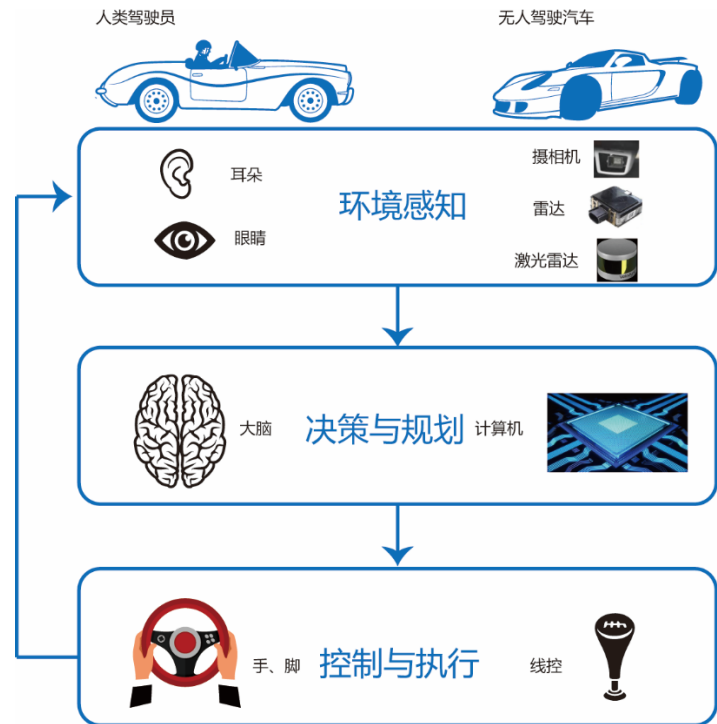 人类驾驶员
无人驾驶汽车
耳朵
眼睛
环境感知
摄相机
雷达
激光雷达
大脑
决策与规划
计算机
手、脚
控制与执行
线控